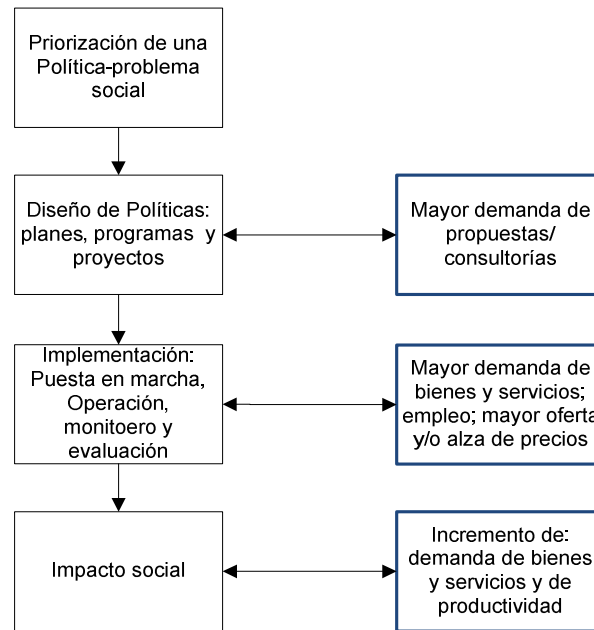 Priorización de una
Política-problema
social
Diseño de Políticas:
planes, programas y
proyectos
Mayor demanda de
propuestas/
consultorías
Implementación:
Puesta en marcha,
Operación,
monitoero y
evaluación
Mayor demanda de
bienes y servicios;
empleo; mayor oferta
y/o alza de precios
Impacto social
Incremento de:
demanda de bienes
y servicios y de
productividad